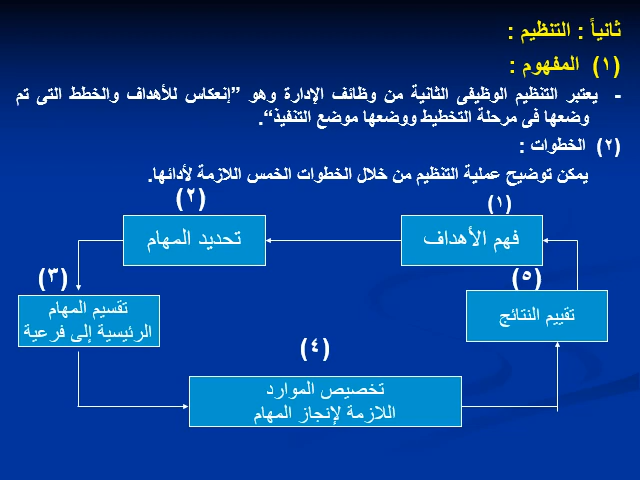 ثانياً : التنظيم :
(١) المفهوم :
- يعتبر التنظيم الوظيفى الثانية من وظائف الإدارة وهو ”إنعكاس للأهداف والخطط التى تم
وضعها فى مرحلة التخطيط ووضعها موضع التنفيذ“.
(٢) الخطوات :
يمكن توضيح عملية التنظيم من خلال الخطوات الخمس اللازمة لأدائها.
(١)
فهم الأهداف
(٢)
تحديد المهام
(٣)
تقسيم المهام
الرئيسية إلى فرعية
(٤)
تخصيص الموارد
اللازمة لإنجاز المهام
(٥)
تقييم النتائج